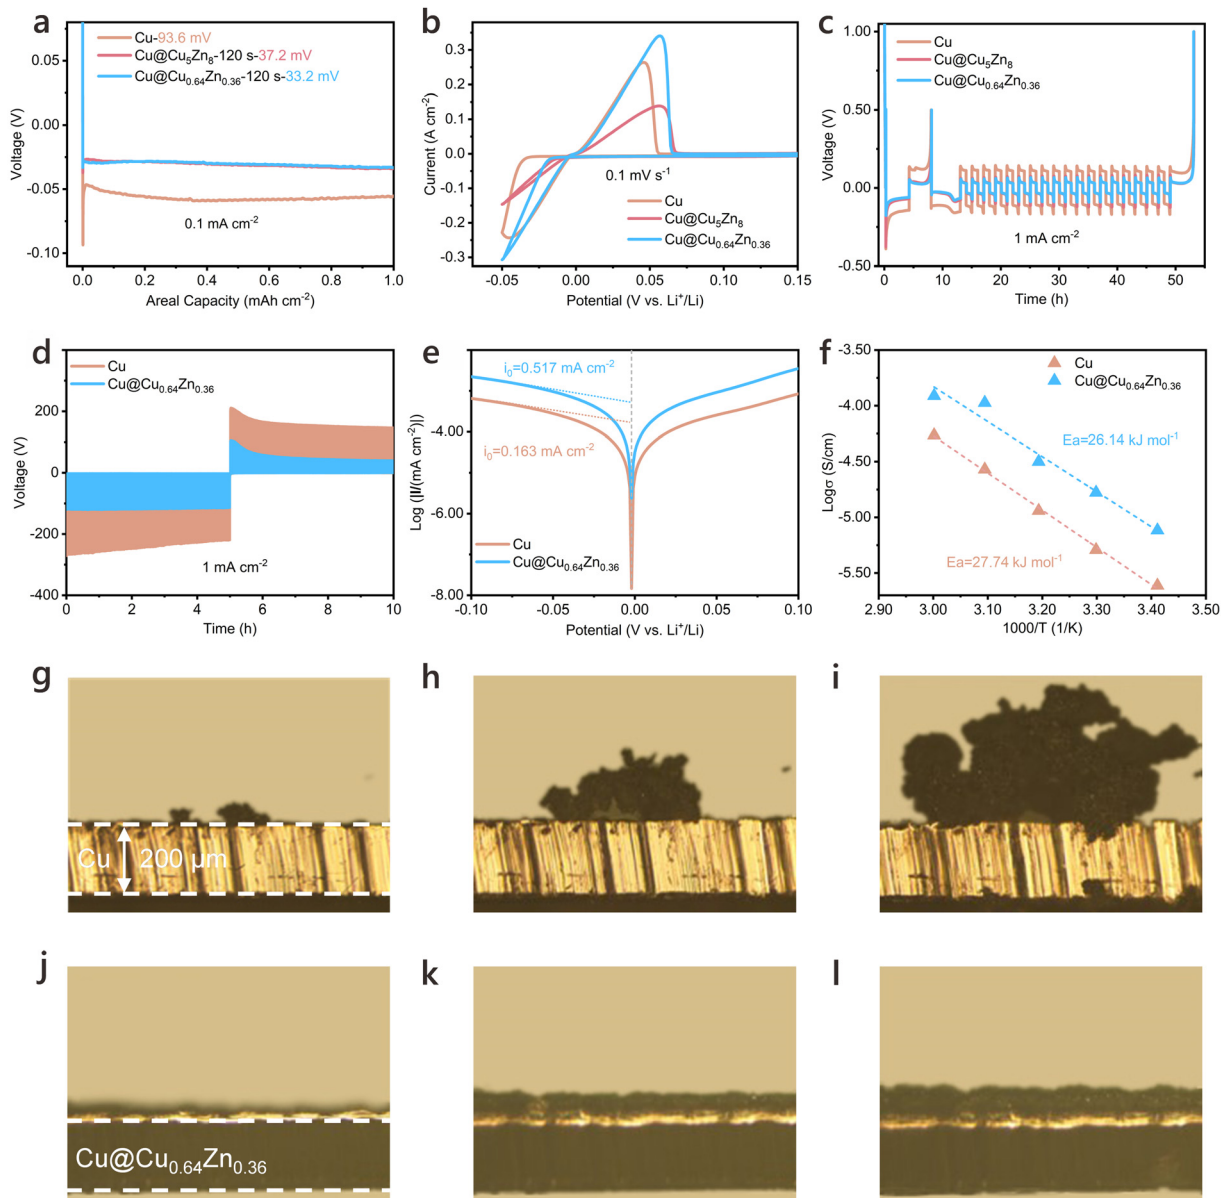 a
Cu-93.6 mV
Cu@Cu₅Zn₈-120 s-37.2 mV
Cu@Cu₀.₆₄Zn₀.₃₆-120 s-33.2 mV
0.05
0.00
-0.05
-0.10
Voltage (V)
0.1 mA cm⁻²
0.0 0.2 0.4 0.6 0.8 1.0
Areal Capacity (mAh cm⁻²)
b
0.3
0.2
0.1
0.0
-0.1
0.2
0.3
Current (A cm⁻²)
0.1 mV s⁻¹
Cu
Cu@Cu₅Zn₈
Cu@Cu₀.₆₄Zn₀.₃₆
-0.05 0.00 0.05 0.10 0.15
Potential (V vs. Li⁺/Li)
c
Cu
Cu@Cu₅Zn₈
Cu@Cu₀.₆₄Zn₀.₃₆
1.00
0.50
0.00
-0.50
Voltage (V)
1 mA cm⁻²
0 10 20 30 40 50
Time (h)
d
Cu
Cu@Cu₀.₆₄Zn₀.₃₆
400
200
0
-200
-400
Voltage (V)
1 mA cm⁻²
0 2 4 6 8 10
Time (h)
e
i₀=0.517 mA cm⁻²
i₀=0.163 mA cm⁻²
-2.00
-4.00
-6.00
-8.00
Log (|I/(mA cm⁻²)|)
Cu
Cu@Cu₀.₆₄Zn₀.₃₆
-0.10 -0.05 0.00 0.05 0.10
Potential (V vs. Li⁺/Li)
f
Cu
Cu@Cu₀.₆₄Zn₀.₃₆
-3.50
-4.00
-4.50
-5.00
-5.50
Logσ (S/cm)
Ea=26.14 kJ mol⁻¹
Ea=27.74 kJ mol⁻¹
2.90 3.00 3.10 3.20 3.30 3.40 3.50
1000/T (1/K)
g
Cu 200 μm
h
i
j
Cu@Cu₀.₆₄Zn₀.₃₆
k
l